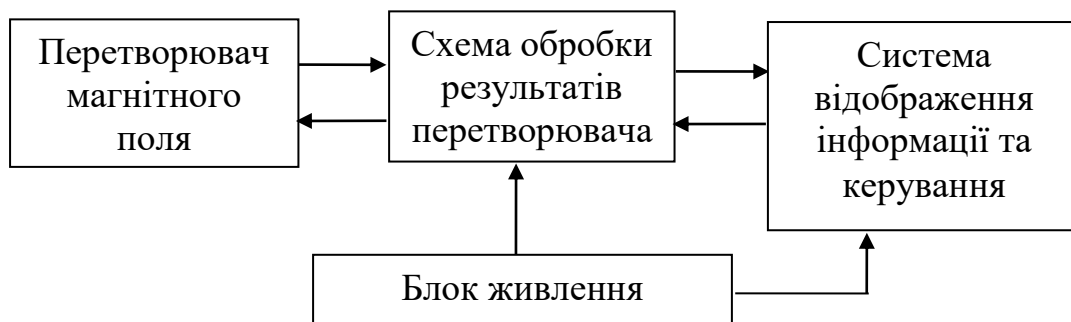 Перетворювач
магнітного
поля
Схема обробки
результатів
перетворювача
Система
відображення
інформації та
керування
Блок живлення